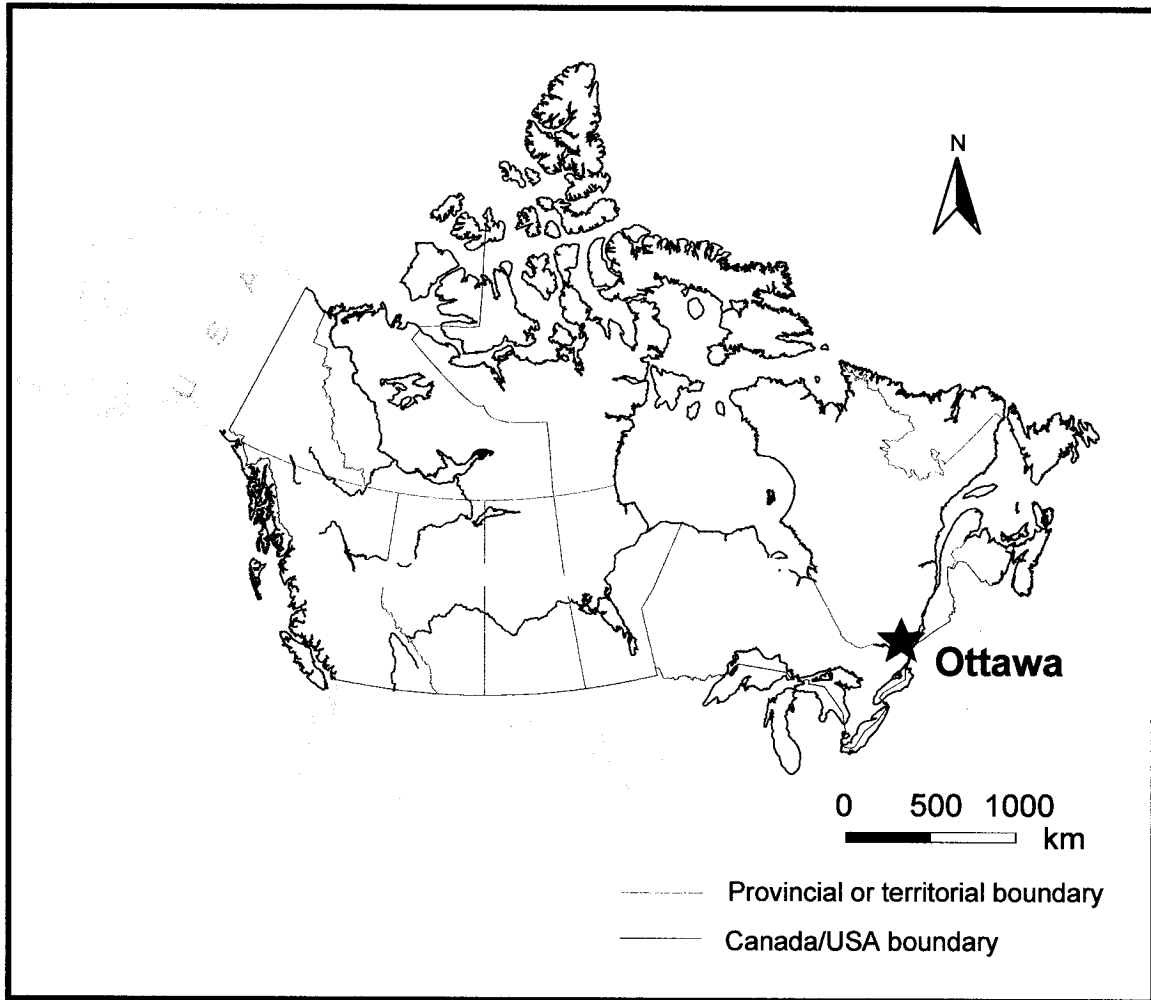 N
U S A
Ottawa
0 500 1000
km
Provincial or territorial boundary
Canada/USA boundary